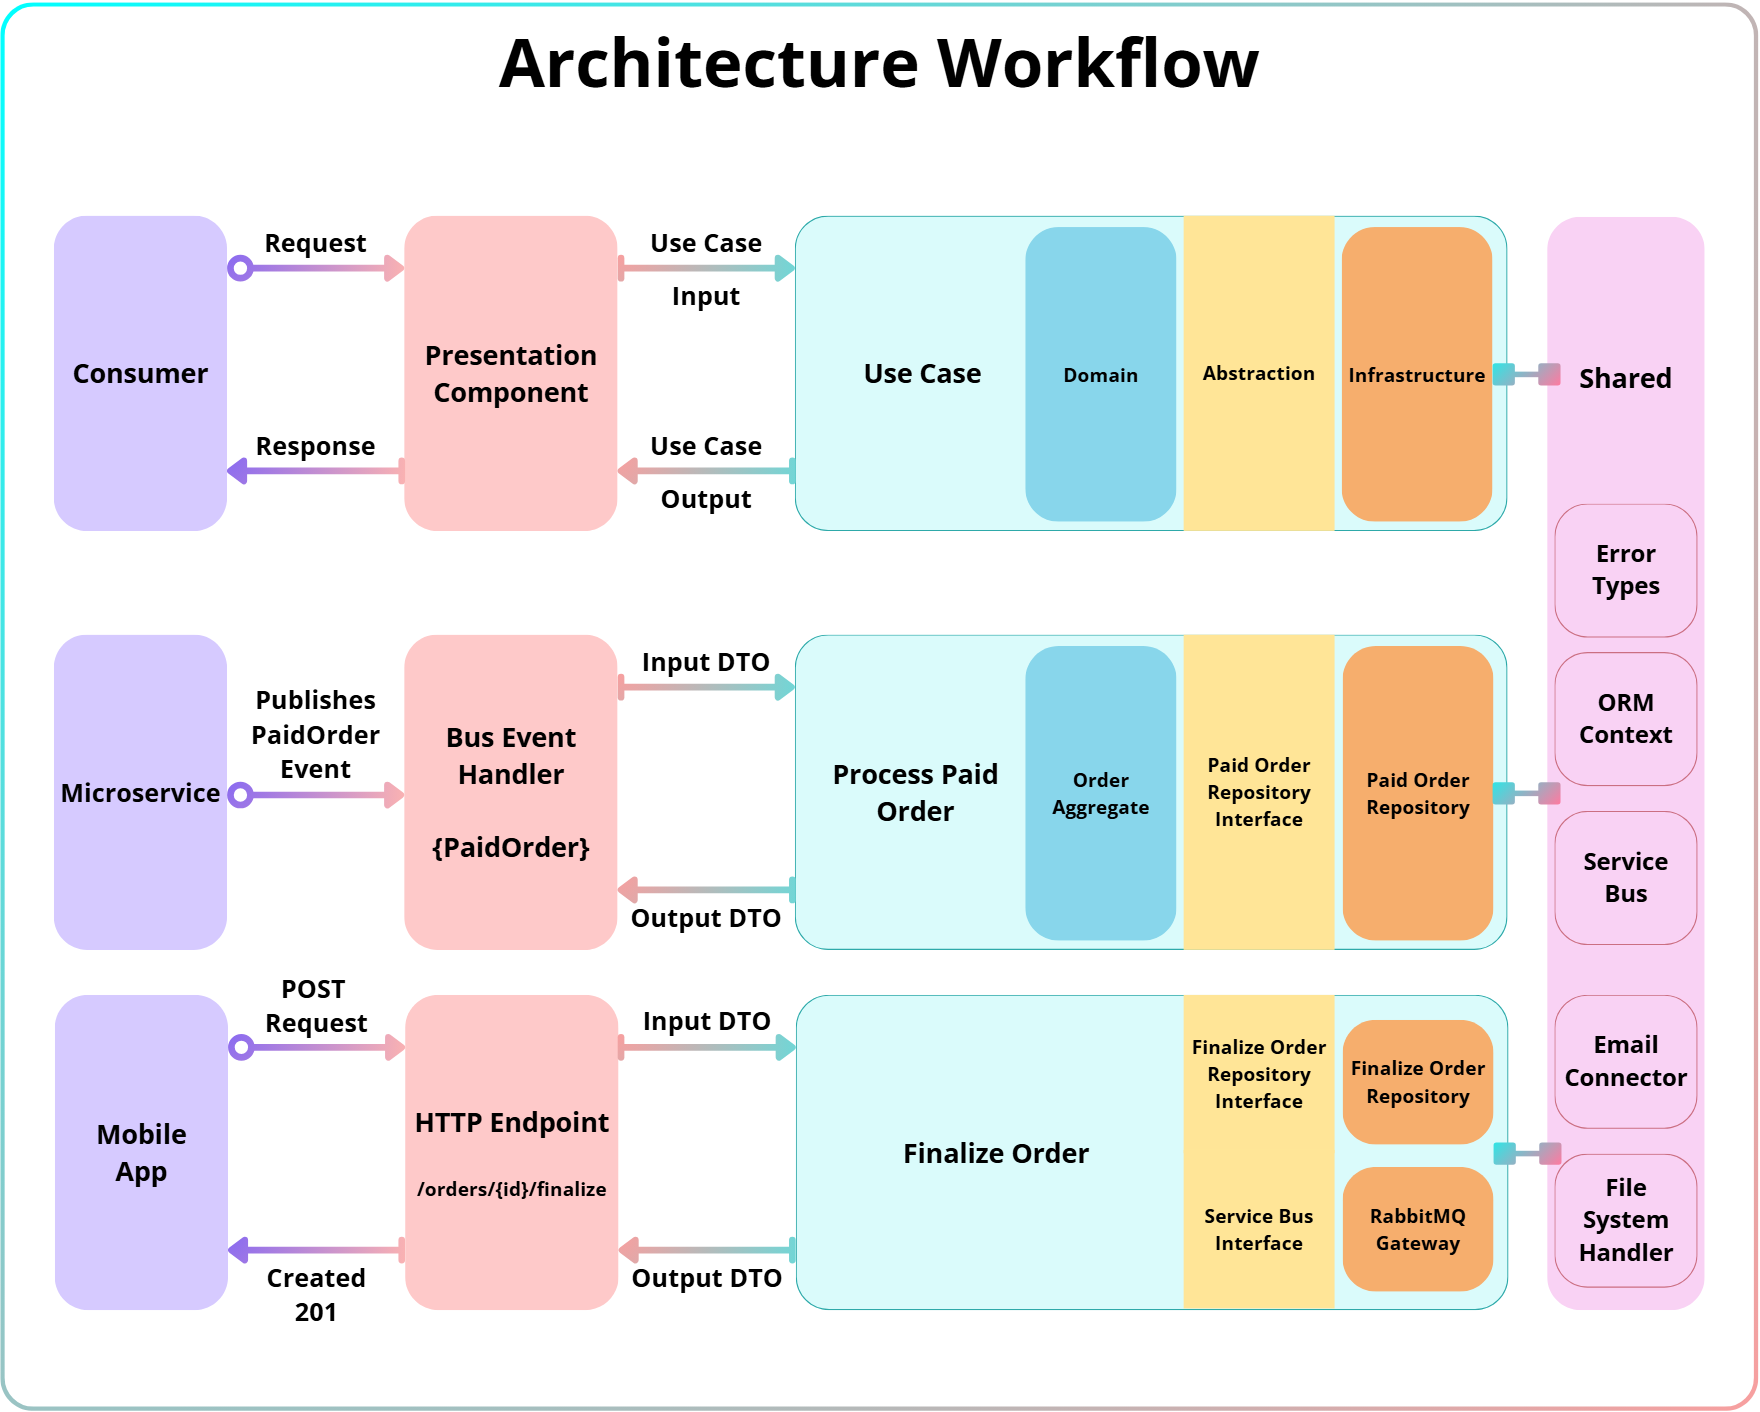 Architecture Workflow
Consumer
Request
Response
Presentation
Component
Use Case
Input
Use Case
Output
Use Case
Domain
Abstraction
Infrastructure
Shared
Error
Types
ORM
Context
Service
Bus
Email
Connector
File
System
Handler
Microservice
Publishes
PaidOrder
Event
Bus Event
Handler
{PaidOrder}
Input DTO
Output DTO
Process Paid
Order
Order
Aggregate
Paid Order
Repository
Interface
Paid Order
Repository
Mobile
App
POST
Request
Created
201
HTTP Endpoint
/orders/{id}/finalize
Input DTO
Output DTO
Finalize Order
Finalize Order
Repository
Interface
Service Bus
Interface
Finalize Order
Repository
RabbitMQ
Gateway